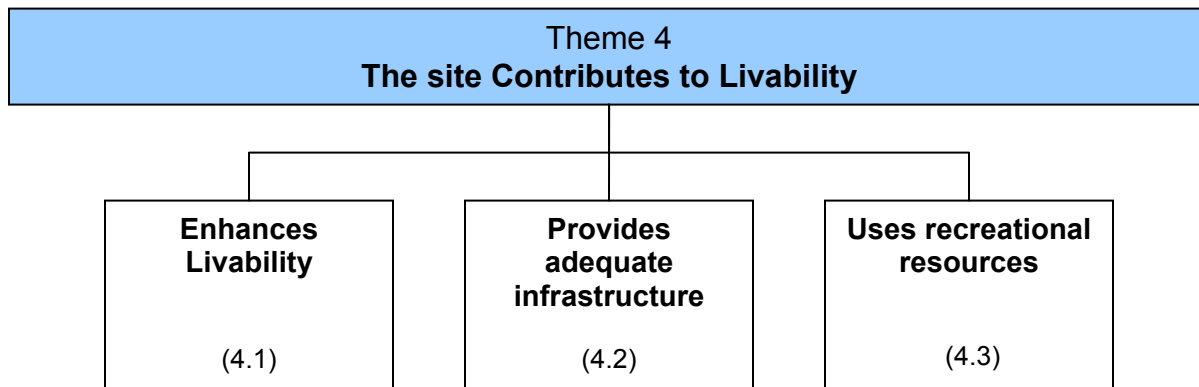 Theme 4
The site Contributes to Livability
Enhances
Livability
(4.1)
Provides
adequate
infrastructure
(4.2)
Uses recreational
resources
(4.3)